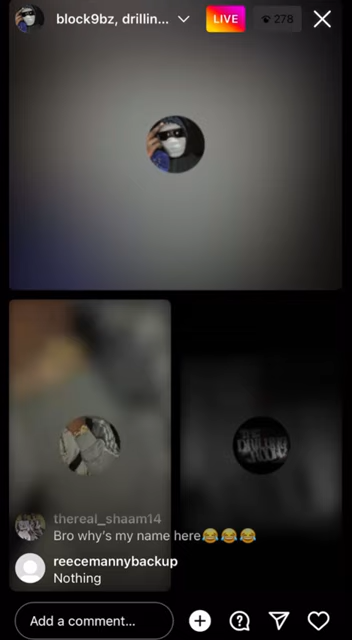 block9bz, drillin...
LIVE
278
thereal_shaam14
Bro why's my name here😂😂😂
reecemannybackup
Nothing
Add a comment...